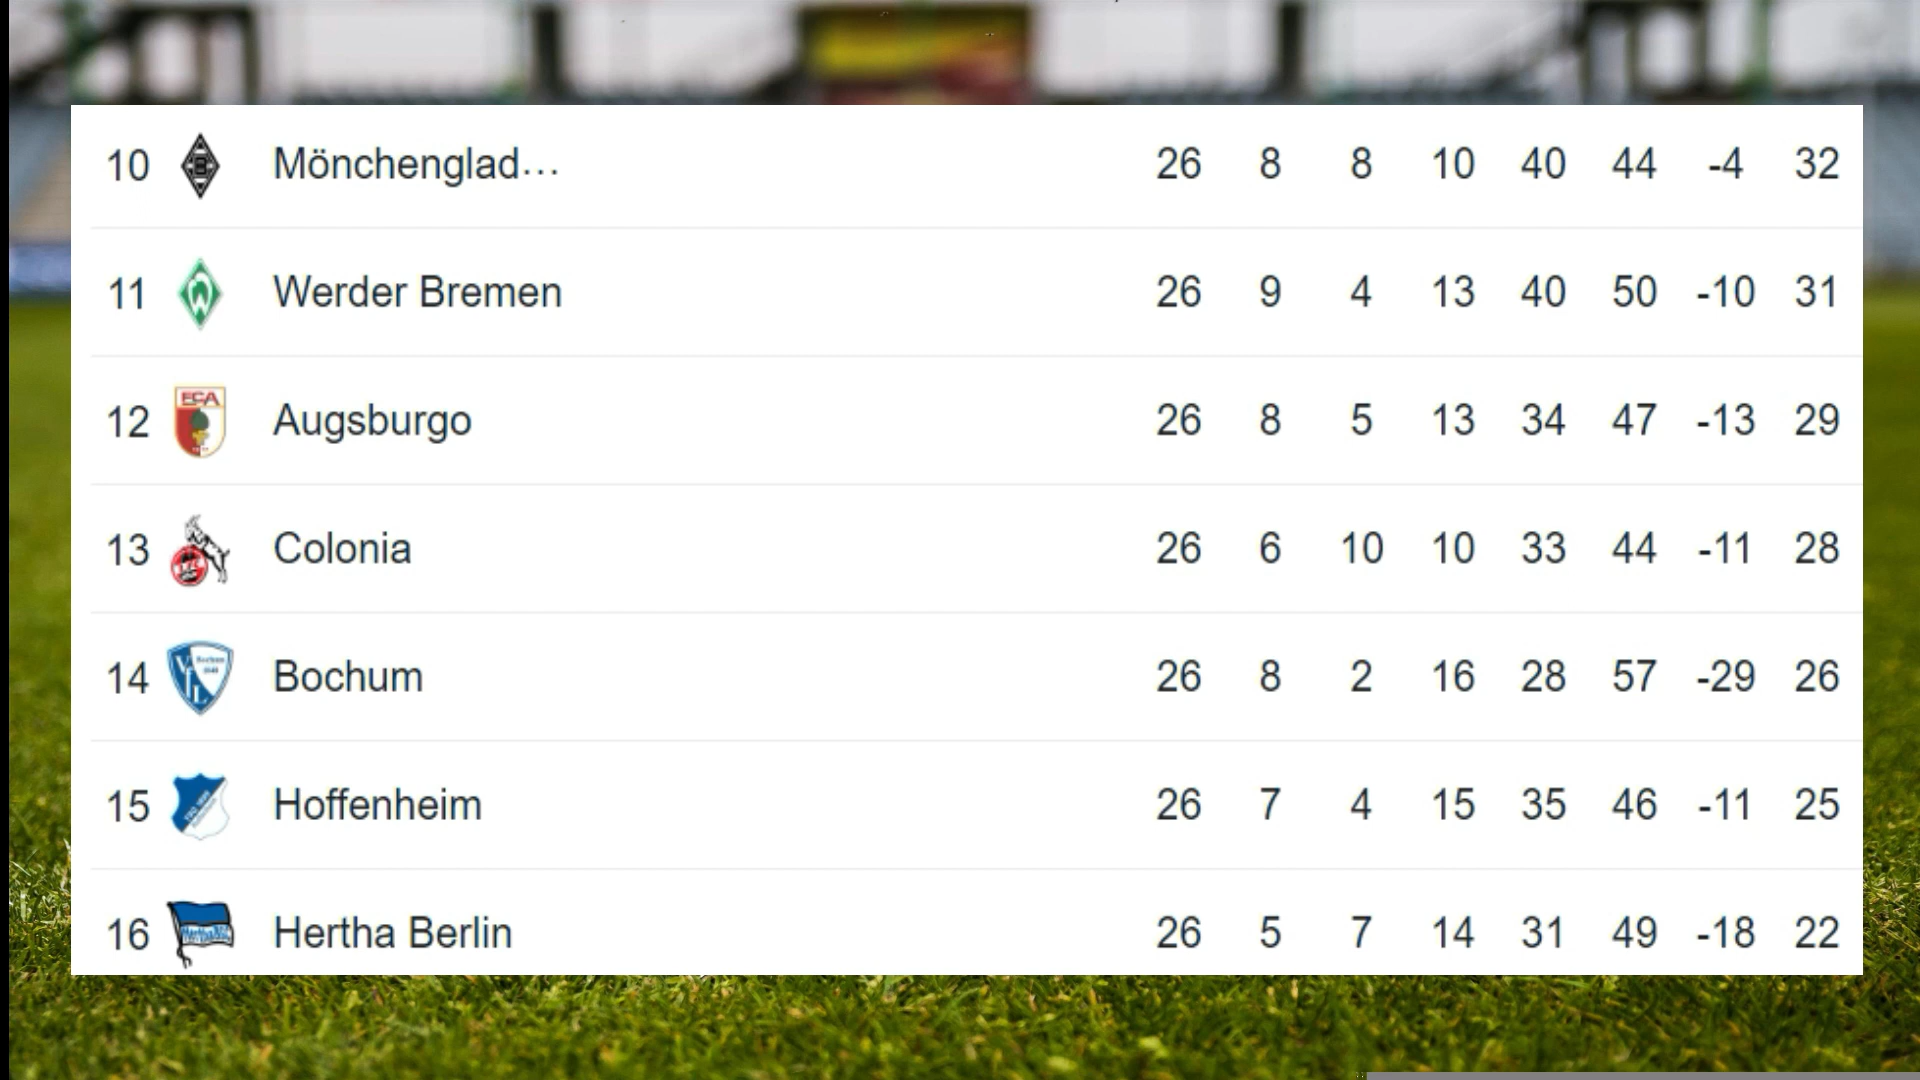 10 Mönchenglad... 26 8 8 10 40 44 -4 32
11 Werder Bremen 26 9 4 13 40 50 -10 31
FCA
12 Augsburgo 26 8 5 13 34 47 -13 29
13 Colonia 26 6 10 10 33 44 -11 28
14 Bochum 26 8 2 16 28 57 -29 26
15 Hoffenheim 26 7 4 15 35 46 -11 25
16 Hertha Berlin 26 5 7 14 31 49 -18 22